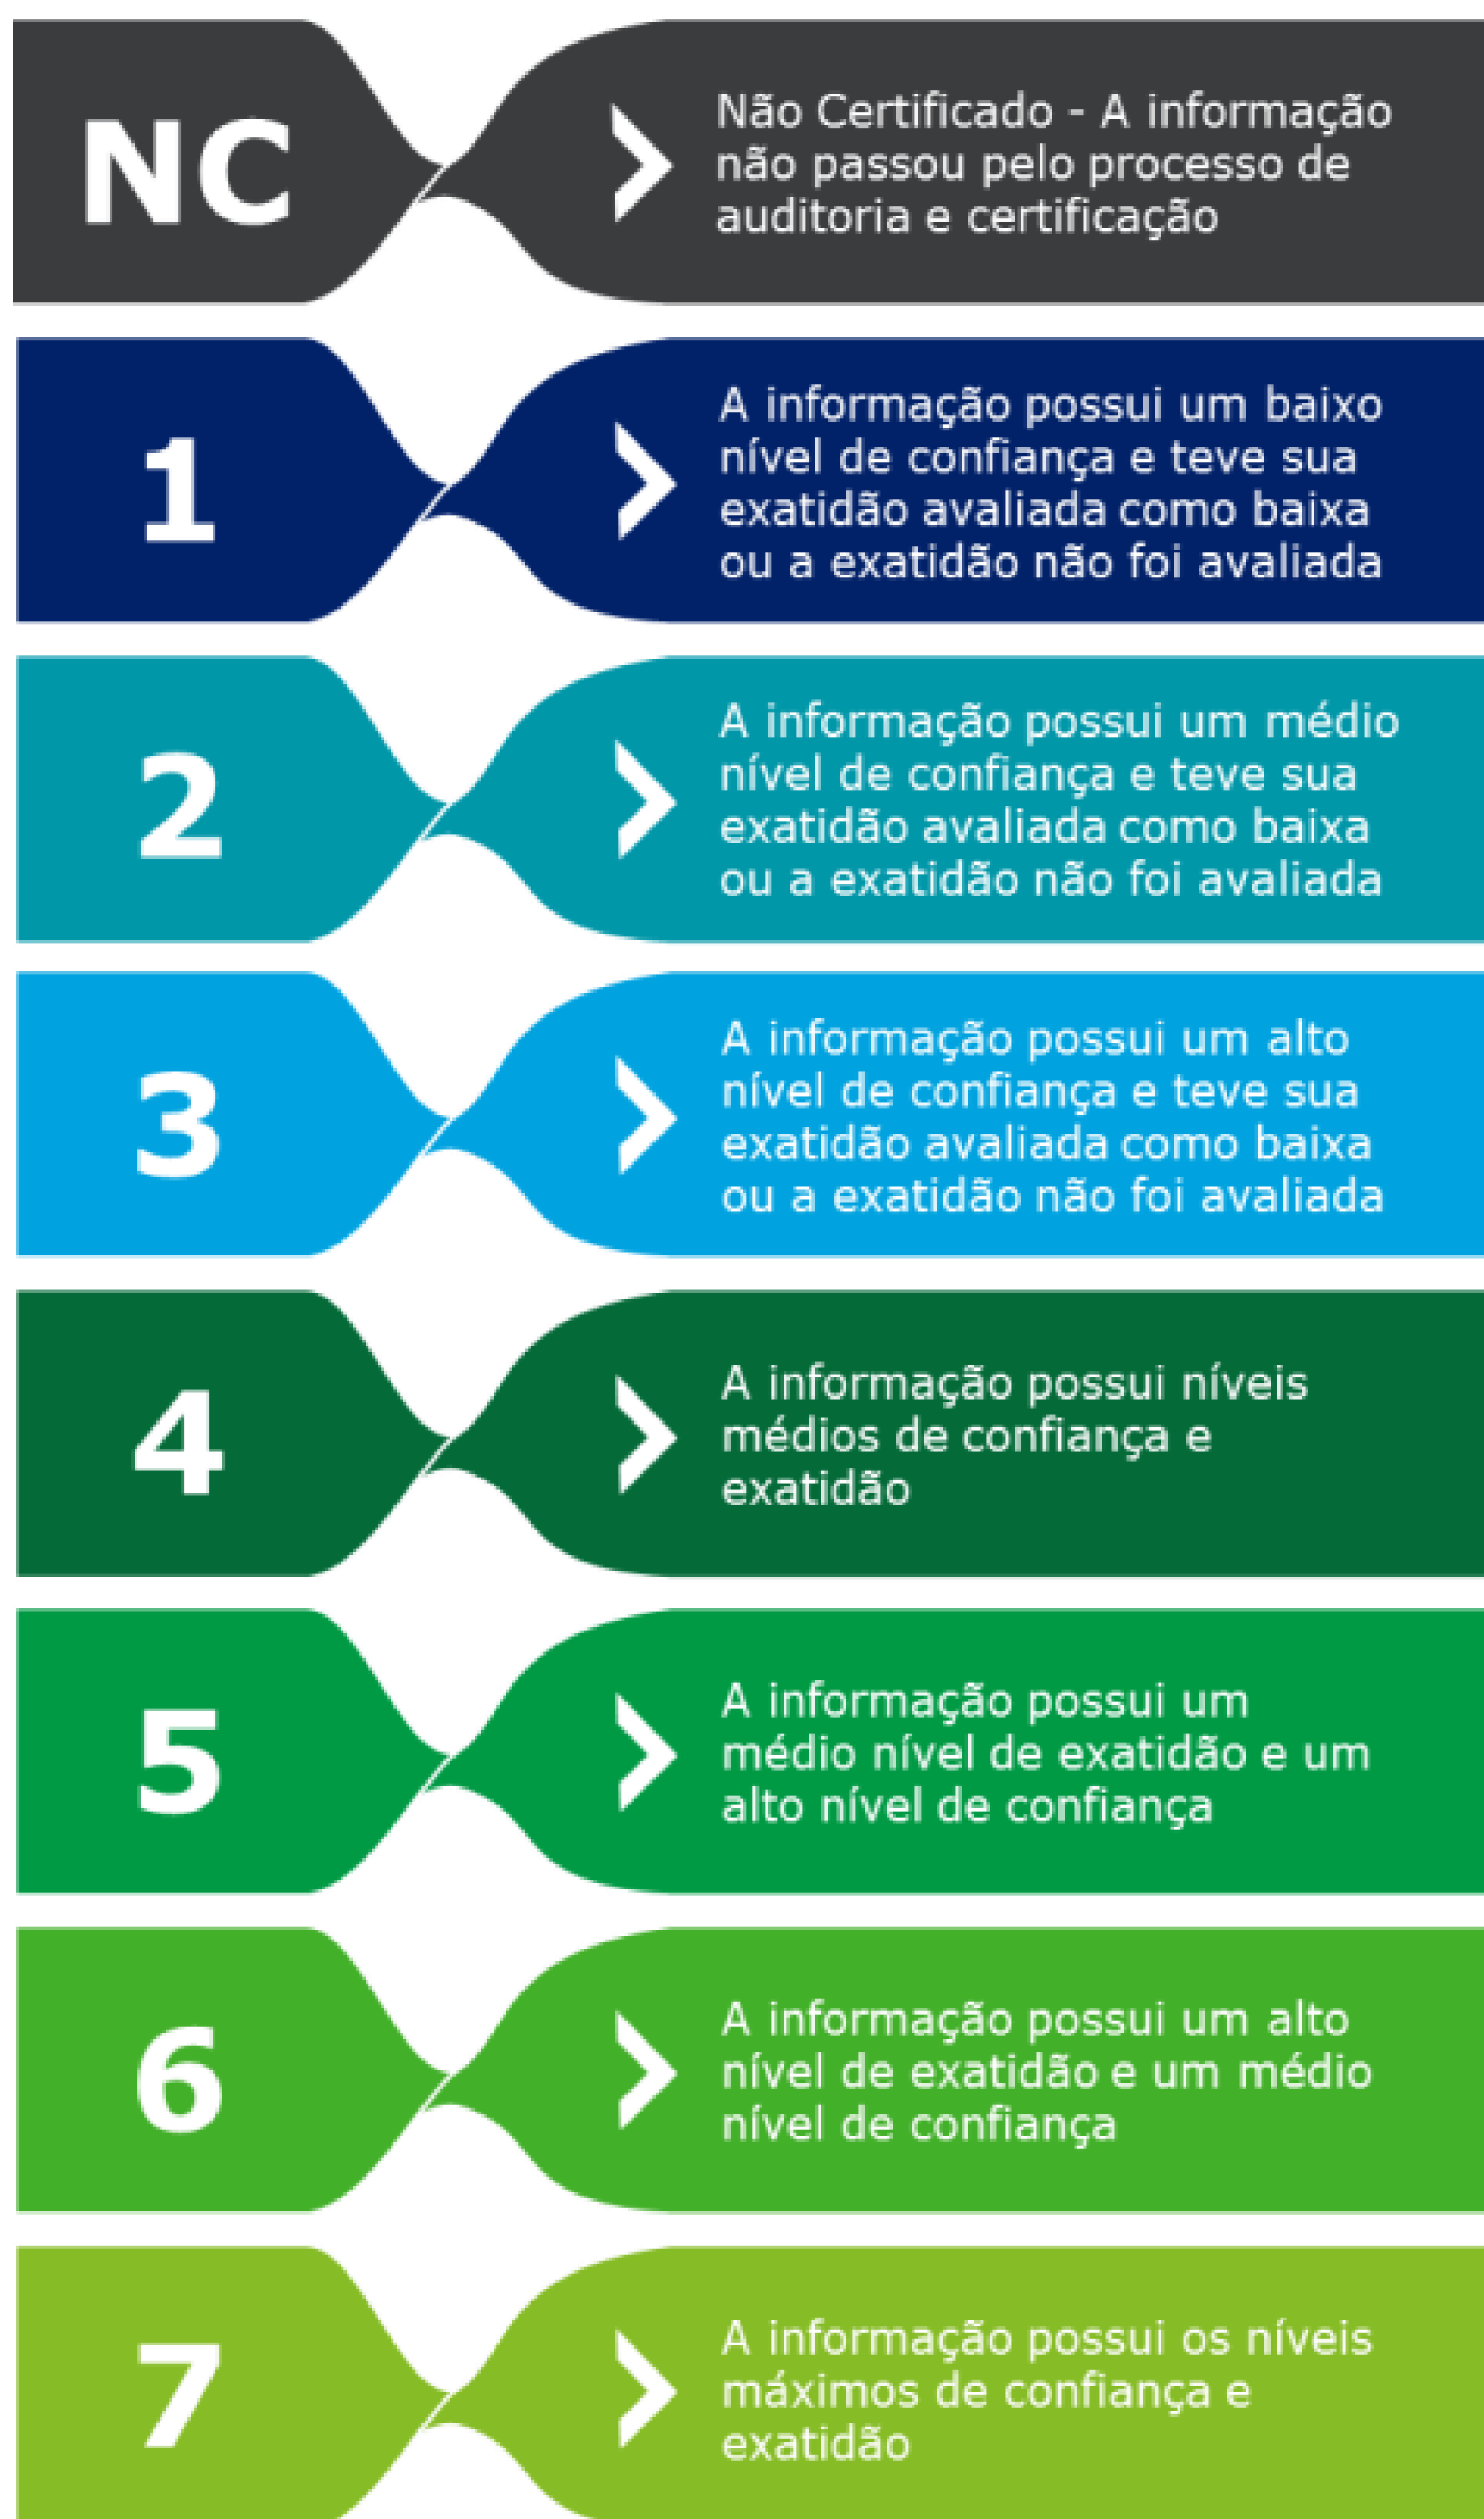 NC
Não Certificado - A informação
não passou pelo processo de
auditoria e certificação
1
A informação possui um baixo
nível de confiança e teve sua
exatidão avaliada como baixa
ou a exatidão não foi avaliada
2
A informação possui um médio
nível de confiança e teve sua
exatidão avaliada como baixa
ou a exatidão não foi avaliada
3
A informação possui um alto
nível de confiança e teve sua
exatidão avaliada como baixa
ou a exatidão não foi avaliada
4
A informação possui níveis
médios de confiança e
exatidão
5
A informação possui um
médio nível de exatidão e um
alto nível de confiança
6
A informação possui um alto
nível de exatidão e um médio
nível de confiança
7
A informação possui os níveis
máximos de confiança e
exatidão